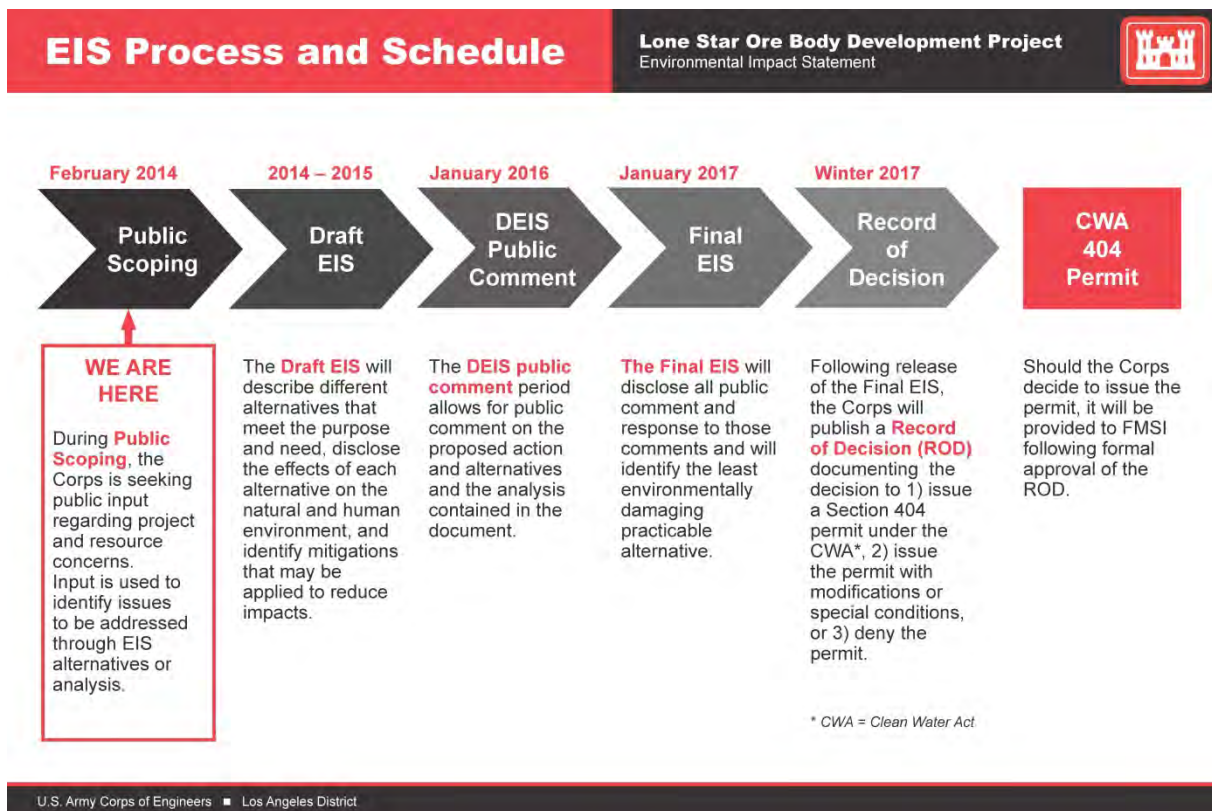 EIS Process and Schedule
Lone Star Ore Body Development Project
Environmental Impact Statement
February 2014
Public
Scoping
WE ARE
HERE
During Public
Scoping, the
Corps is seeking
public input
regarding project
and resource
concerns.
Input is used to
identify issues
to be addressed
through EIS
alternatives or
analysis.
2014 – 2015
Draft
EIS
The Draft EIS will
describe different
alternatives that
meet the purpose
and need, disclose
the effects of each
alternative on the
natural and human
environment, and
identify mitigations
that may be
applied to reduce
impacts.
January 2016
DEIS
Public
Comment
The DEIS public
comment period
allows for public
comment on the
proposed action
and alternatives
and the analysis
contained in the
document.
January 2017
Final
EIS
The Final EIS will
disclose all public
comment and
response to those
comments and will
identify the least
environmentally
damaging
practicable
alternative.
Winter 2017
Record
of
Decision
Following release
of the Final EIS,
the Corps will
publish a Record
of Decision (ROD)
documenting the
decision to 1) issue
a Section 404
permit under the
CWA*, 2) issue
the permit with
modifications or
special conditions,
or 3) deny the
permit.
* CWA = Clean Water Act
CWA
404
Permit
Should the Corps
decide to issue the
permit, it will be
provided to FMSI
following formal
approval of the
ROD.
U.S. Army Corps of Engineers ■ Los Angeles District